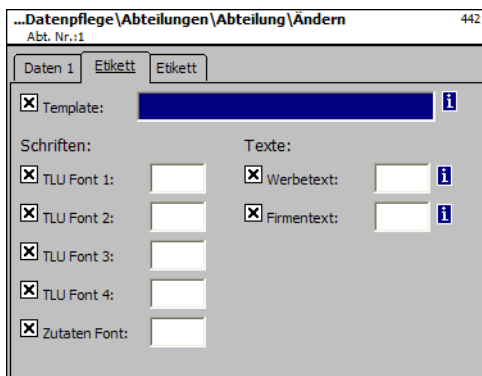 ...Datenpflege\Abteilungen\Abteilung\Ändern 442
Abt. Nr.:1
Daten 1 Etikett Etikett
Template: i
Schriften: Texte:
TLU Font 1: Werbetext: i
TLU Font 2: Firmentext: i
TLU Font 3:
TLU Font 4:
Zutaten Font: